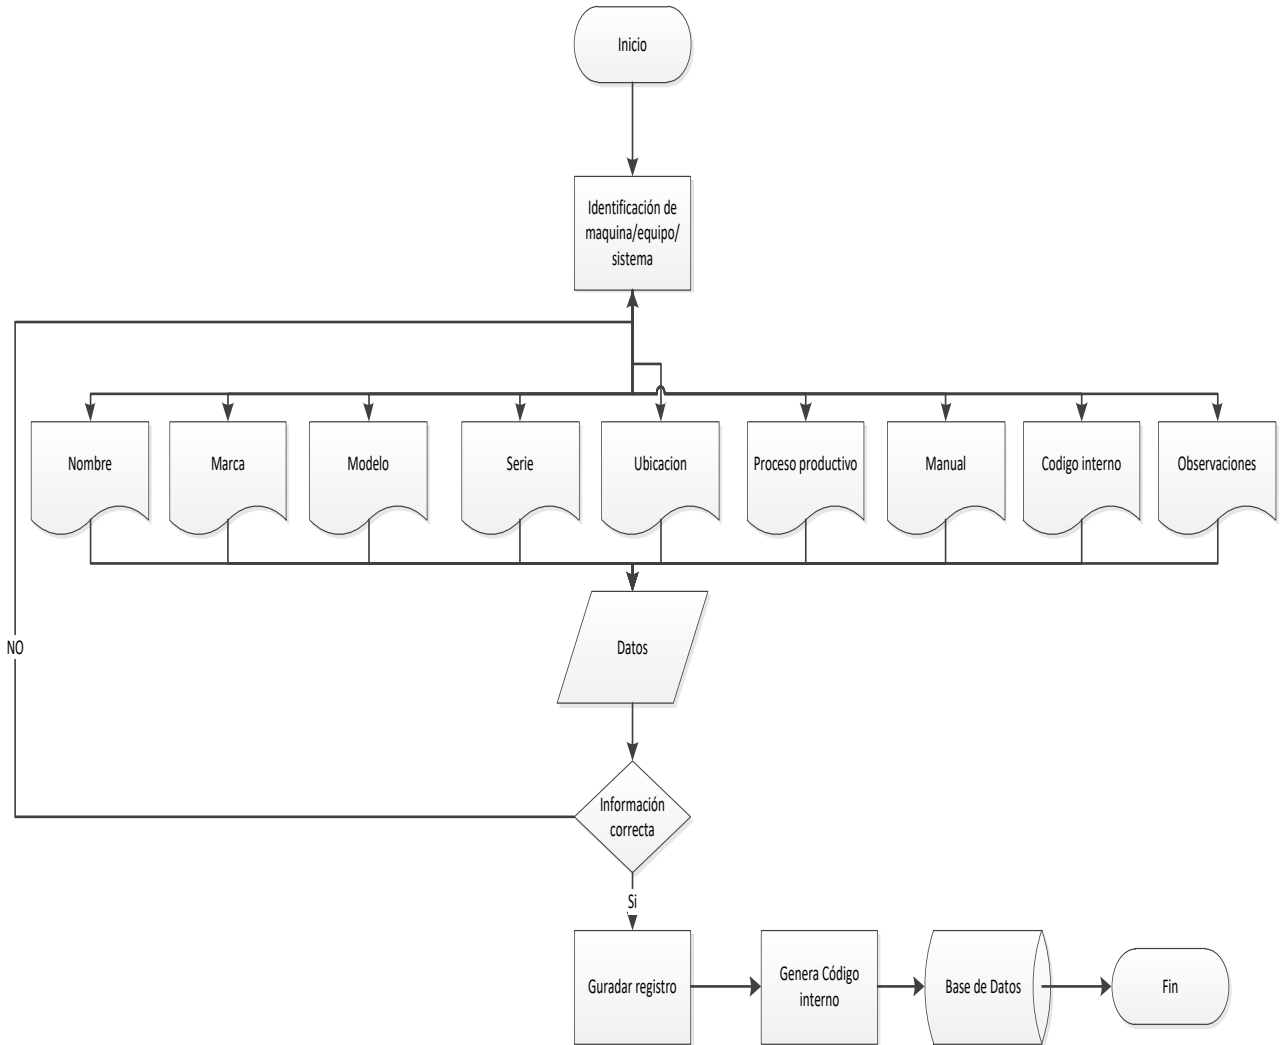 Inicio
Identificación de
maquina/equipo/
sistema
Nombre
Marca
Modelo
Serie
Ubicacion
Proceso productivo
Manual
Codigo interno
Observaciones
NO
Datos
Información
correcta
Si
Guradar registro
Genera Código
interno
Base de Datos
Fin